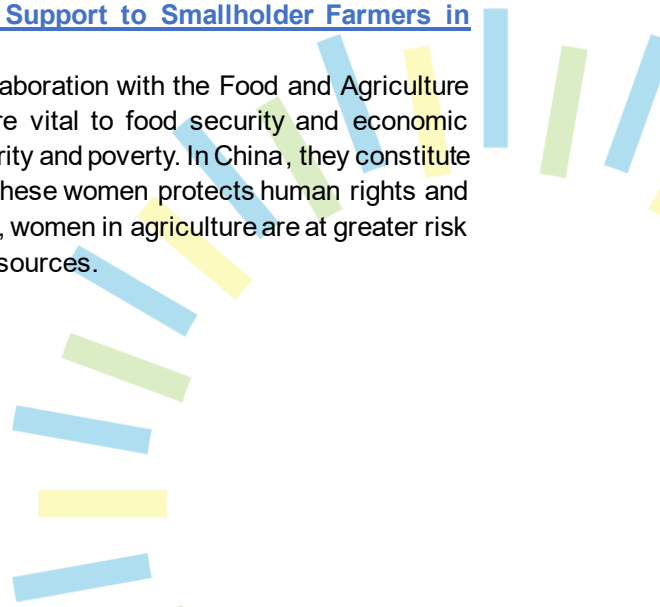 Support to Smallholder Farmers in
laboration with the Food and Agriculture
re vital to food security and economic
rity and poverty. In China, they constitute
hese women protects human rights and
, women in agriculture are at greater risk
sources.